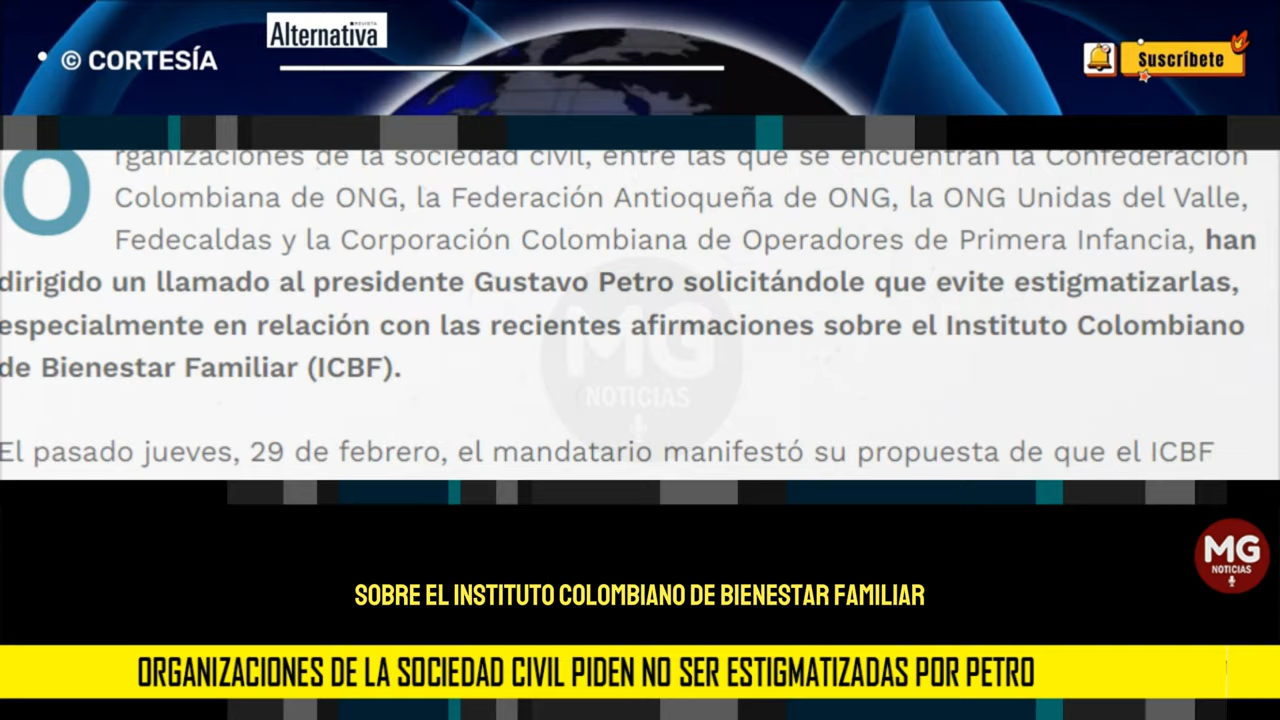 REVISTA
Alternativa
© CORTESÍA
Suscríbete
Organizaciones de la sociedad civil, entre las que se encuentran la Confederación
Colombiana de ONG, la Federación Antioqueña de ONG, la ONG Unidas del Valle,
Fedecaldas y la Corporación Colombiana de Operadores de Primera Infancia, han
dirigido un llamado al presidente Gustavo Petro solicitándole que evite estigmatizarlas,
especialmente en relación con las recientes afirmaciones sobre el Instituto Colombiano
de Bienestar Familiar (ICBF).
MG
NOTICIAS
El pasado jueves, 29 de febrero, el mandatario manifestó su propuesta de que el ICBF
MG
NOTICIAS
SOBRE EL INSTITUTO COLOMBIANO DE BIENESTAR FAMILIAR
ORGANIZACIONES DE LA SOCIEDAD CIVIL PIDEN NO SER ESTIGMATIZADAS POR PETRO